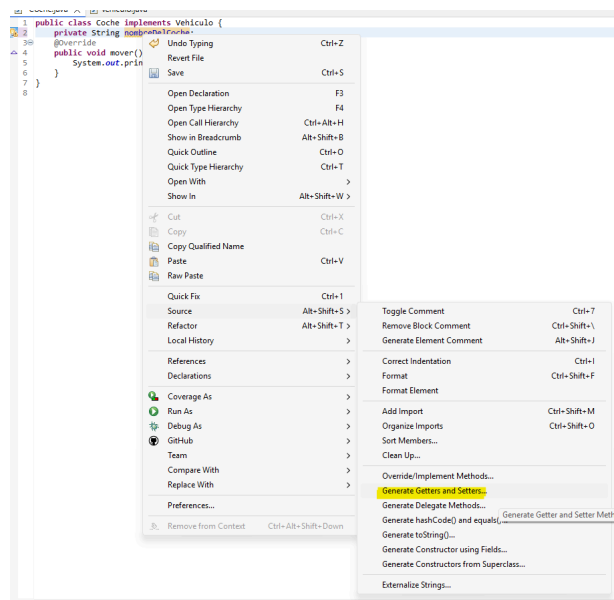 Coche.java
Vehiculo.java
1 public class Coche implements Vehiculo {
2 private String nombreDelCoche;
3 @Override
4 public void mover()
5 System.out.prin
6 }
7 }
8
Undo Typing Ctrl+Z
Revert File
Save Ctrl+S
Open Declaration F3
Open Type Hierarchy F4
Open Call Hierarchy Ctrl+Alt+H
Show in Breadcrumb Alt+Shift+B
Quick Outline Ctrl+O
Quick Type Hierarchy Ctrl+T
Open With >
Show In Alt+Shift+W >
Cut Ctrl+X
Copy Ctrl+C
Copy Qualified Name
Paste Ctrl+V
Raw Paste
Quick Fix Ctrl+1
Source Alt+Shift+S >
Refactor Alt+Shift+T >
Local History >
References >
Declarations >
Coverage As >
Run As >
Debug As >
GitHub >
Team >
Compare With >
Replace With >
Preferences...
Remove from Context Ctrl+Alt+Shift+Down
Toggle Comment Ctrl+7
Remove Block Comment Ctrl+Shift+\
Generate Element Comment Alt+Shift+J
Correct Indentation Ctrl+I
Format Ctrl+Shift+F
Format Element
Add Import Ctrl+Shift+M
Organize Imports Ctrl+Shift+O
Sort Members...
Clean Up...
Override/Implement Methods...
Generate Getters and Setters...
Generate Delegate Methods...
Generate Getter and Setter Meth
Generate hashCode() and equals()...
Generate toString()...
Generate Constructor using Fields...
Generate Constructors from Superclass...
Externalize Strings...